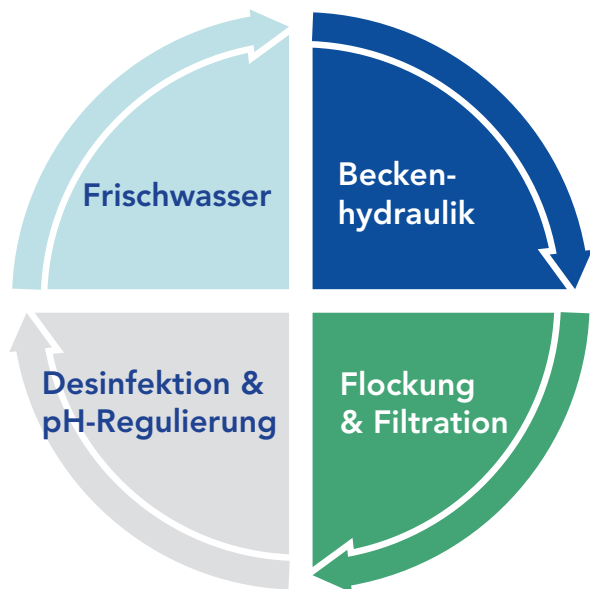 Frischwasser
Becken-
hydraulik
Desinfektion &
pH-Regulierung
Flockung
& Filtration